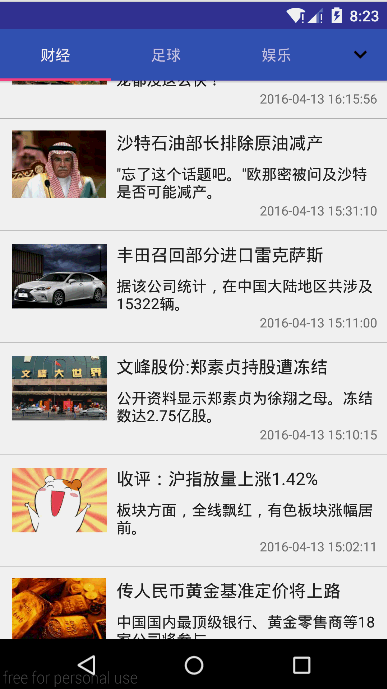 8:23
财经
足球
娱乐
2016-04-13 16:15:56
沙特石油部长排除原油减产
"忘了这个话题吧。"欧那密被问及沙特
是否可能减产。
2016-04-13 15:31:10
丰田召回部分进口雷克萨斯
据该公司统计，在中国大陆地区共涉及
15322辆。
2016-04-13 15:11:00
文峰股份:郑素贞持股遭冻结
文峰大世界
公开资料显示郑素贞为徐翔之母。冻结
数达2.75亿股。
2016-04-13 15:10:15
收评：沪指放量上涨1.42%
板块方面，全线飘红，有色板块涨幅居
前。
2016-04-13 15:02:11
传人民币黄金基准定价将上路
中国国内最顶级银行、黄金零售商等18
家公司将参与
free for personal use